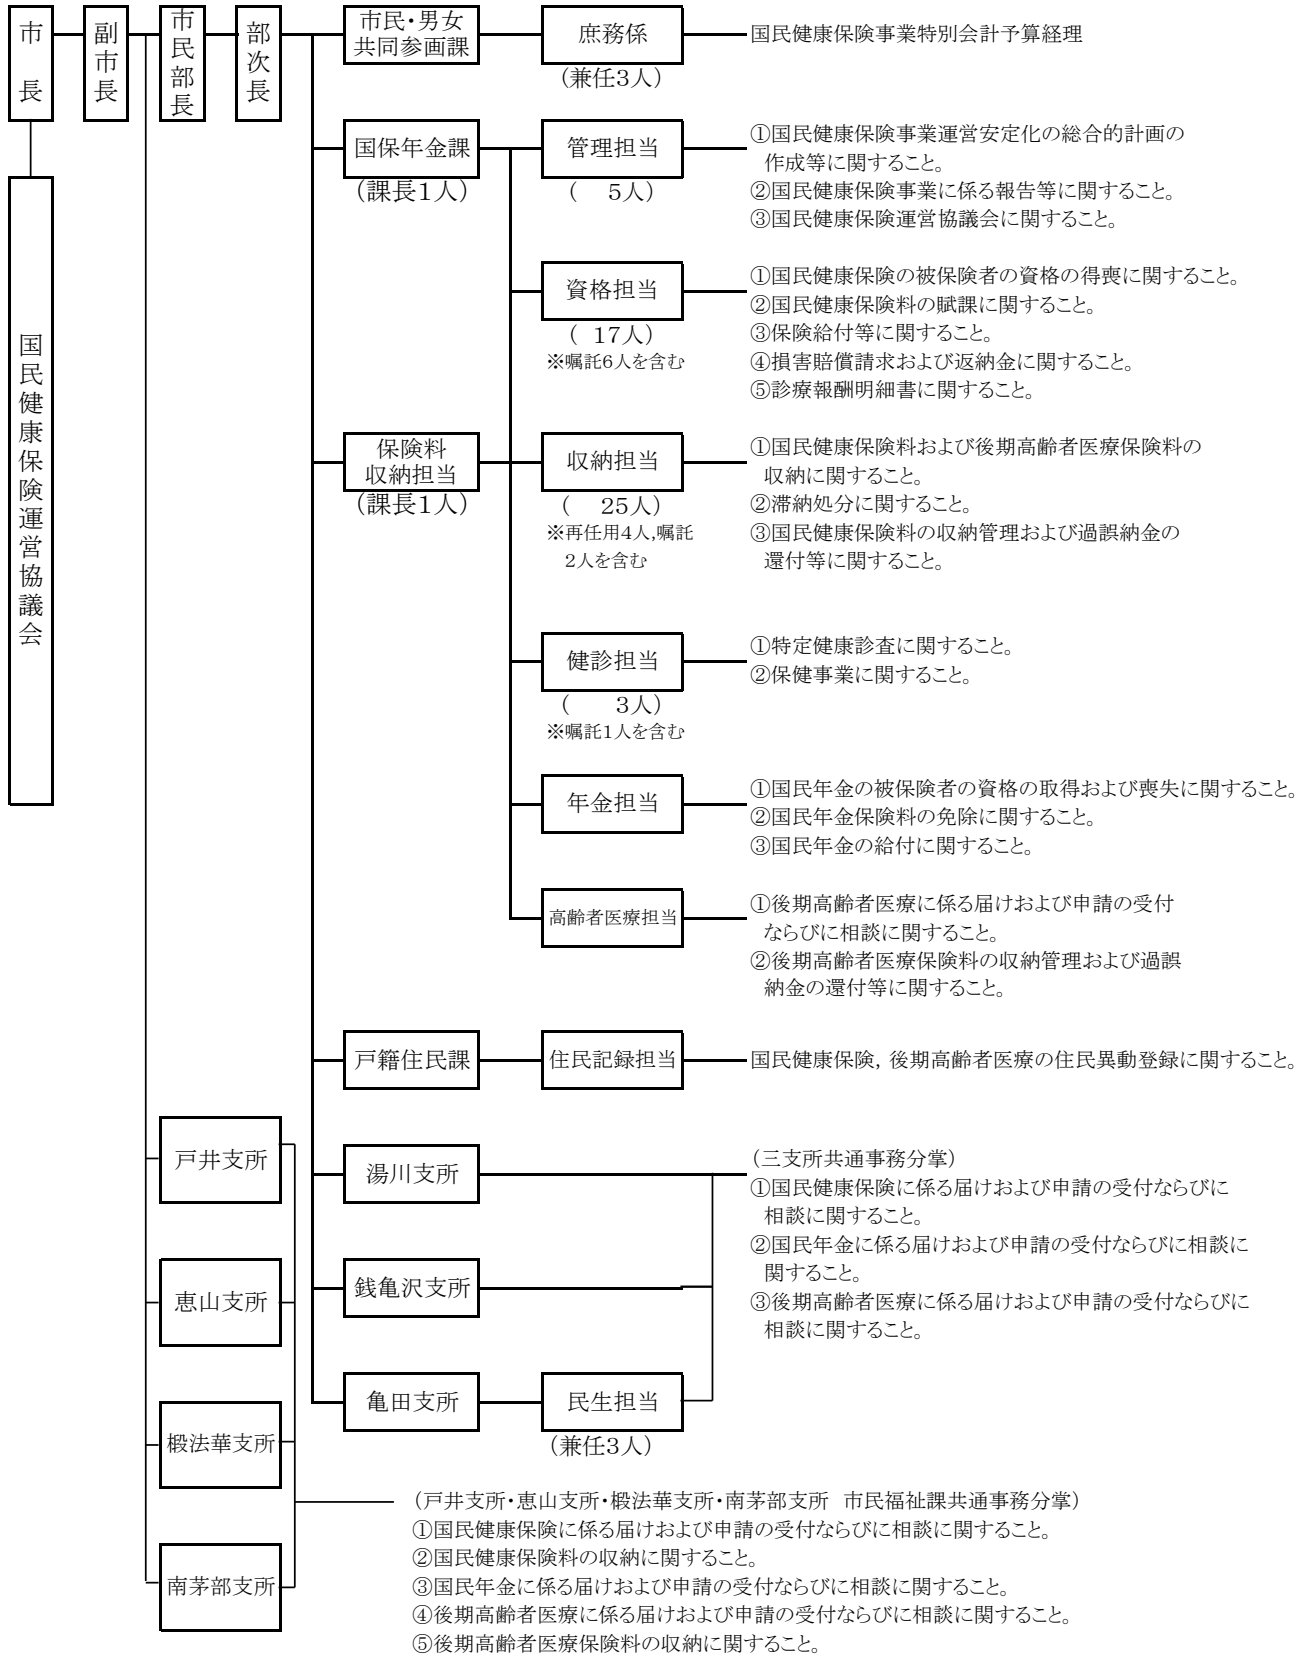 市長
副市長
市民部長
部次長
国民健康保険運営協議会
市民・男女
共同参画課
庶務係
(兼任3人)
国民健康保険事業特別会計予算経理
国保年金課
(課長1人)
管理担当
( 5人)
①国民健康保険事業運営安定化の総合的計画の
作成等に関すること。
②国民健康保険事業に係る報告等に関すること。
③国民健康保険運営協議会に関すること。
資格担当
( 17人)
※嘱託6人を含む
①国民健康保険の被保険者の資格の得喪に関すること。
②国民健康保険料の賦課に関すること。
③保険給付等に関すること。
④損害賠償請求および返納金に関すること。
⑤診療報酬明細書に関すること。
保険料
収納担当
(課長1人)
収納担当
( 25人)
※再任用4人,嘱託
2人を含む
①国民健康保険料および後期高齢者医療保険料の
収納に関すること。
②滞納処分に関すること。
③国民健康保険料の収納管理および過誤納金の
還付等に関すること。
健診担当
( 3人)
※嘱託1人を含む
①特定健康診査に関すること。
②保健事業に関すること。
年金担当
①国民年金の被保険者の資格の取得および喪失に関すること。
②国民年金保険料の免除に関すること。
③国民年金の給付に関すること。
高齢者医療担当
①後期高齢者医療に係る届けおよび申請の受付
ならびに相談に関すること。
②後期高齢者医療保険料の収納管理および過誤
納金の還付等に関すること。
戸籍住民課
住民記録担当
国民健康保険，後期高齢者医療の住民異動登録に関すること。
戸井支所
恵山支所
椴法華支所
南茅部支所
湯川支所
銭亀沢支所
亀田支所
民生担当
(兼任3人)
(三支所共通事務分掌)
①国民健康保険に係る届けおよび申請の受付ならびに
相談に関すること。
②国民年金に係る届けおよび申請の受付ならびに相談に
関すること。
③後期高齢者医療に係る届けおよび申請の受付ならびに
相談に関すること。
(戸井支所・恵山支所・椴法華支所・南茅部支所　市民福祉課共通事務分掌)
①国民健康保険に係る届けおよび申請の受付ならびに相談に関すること。
②国民健康保険料の収納に関すること。
③国民年金に係る届けおよび申請の受付ならびに相談に関すること。
④後期高齢者医療に係る届けおよび申請の受付ならびに相談に関すること。
⑤後期高齢者医療保険料の収納に関すること。